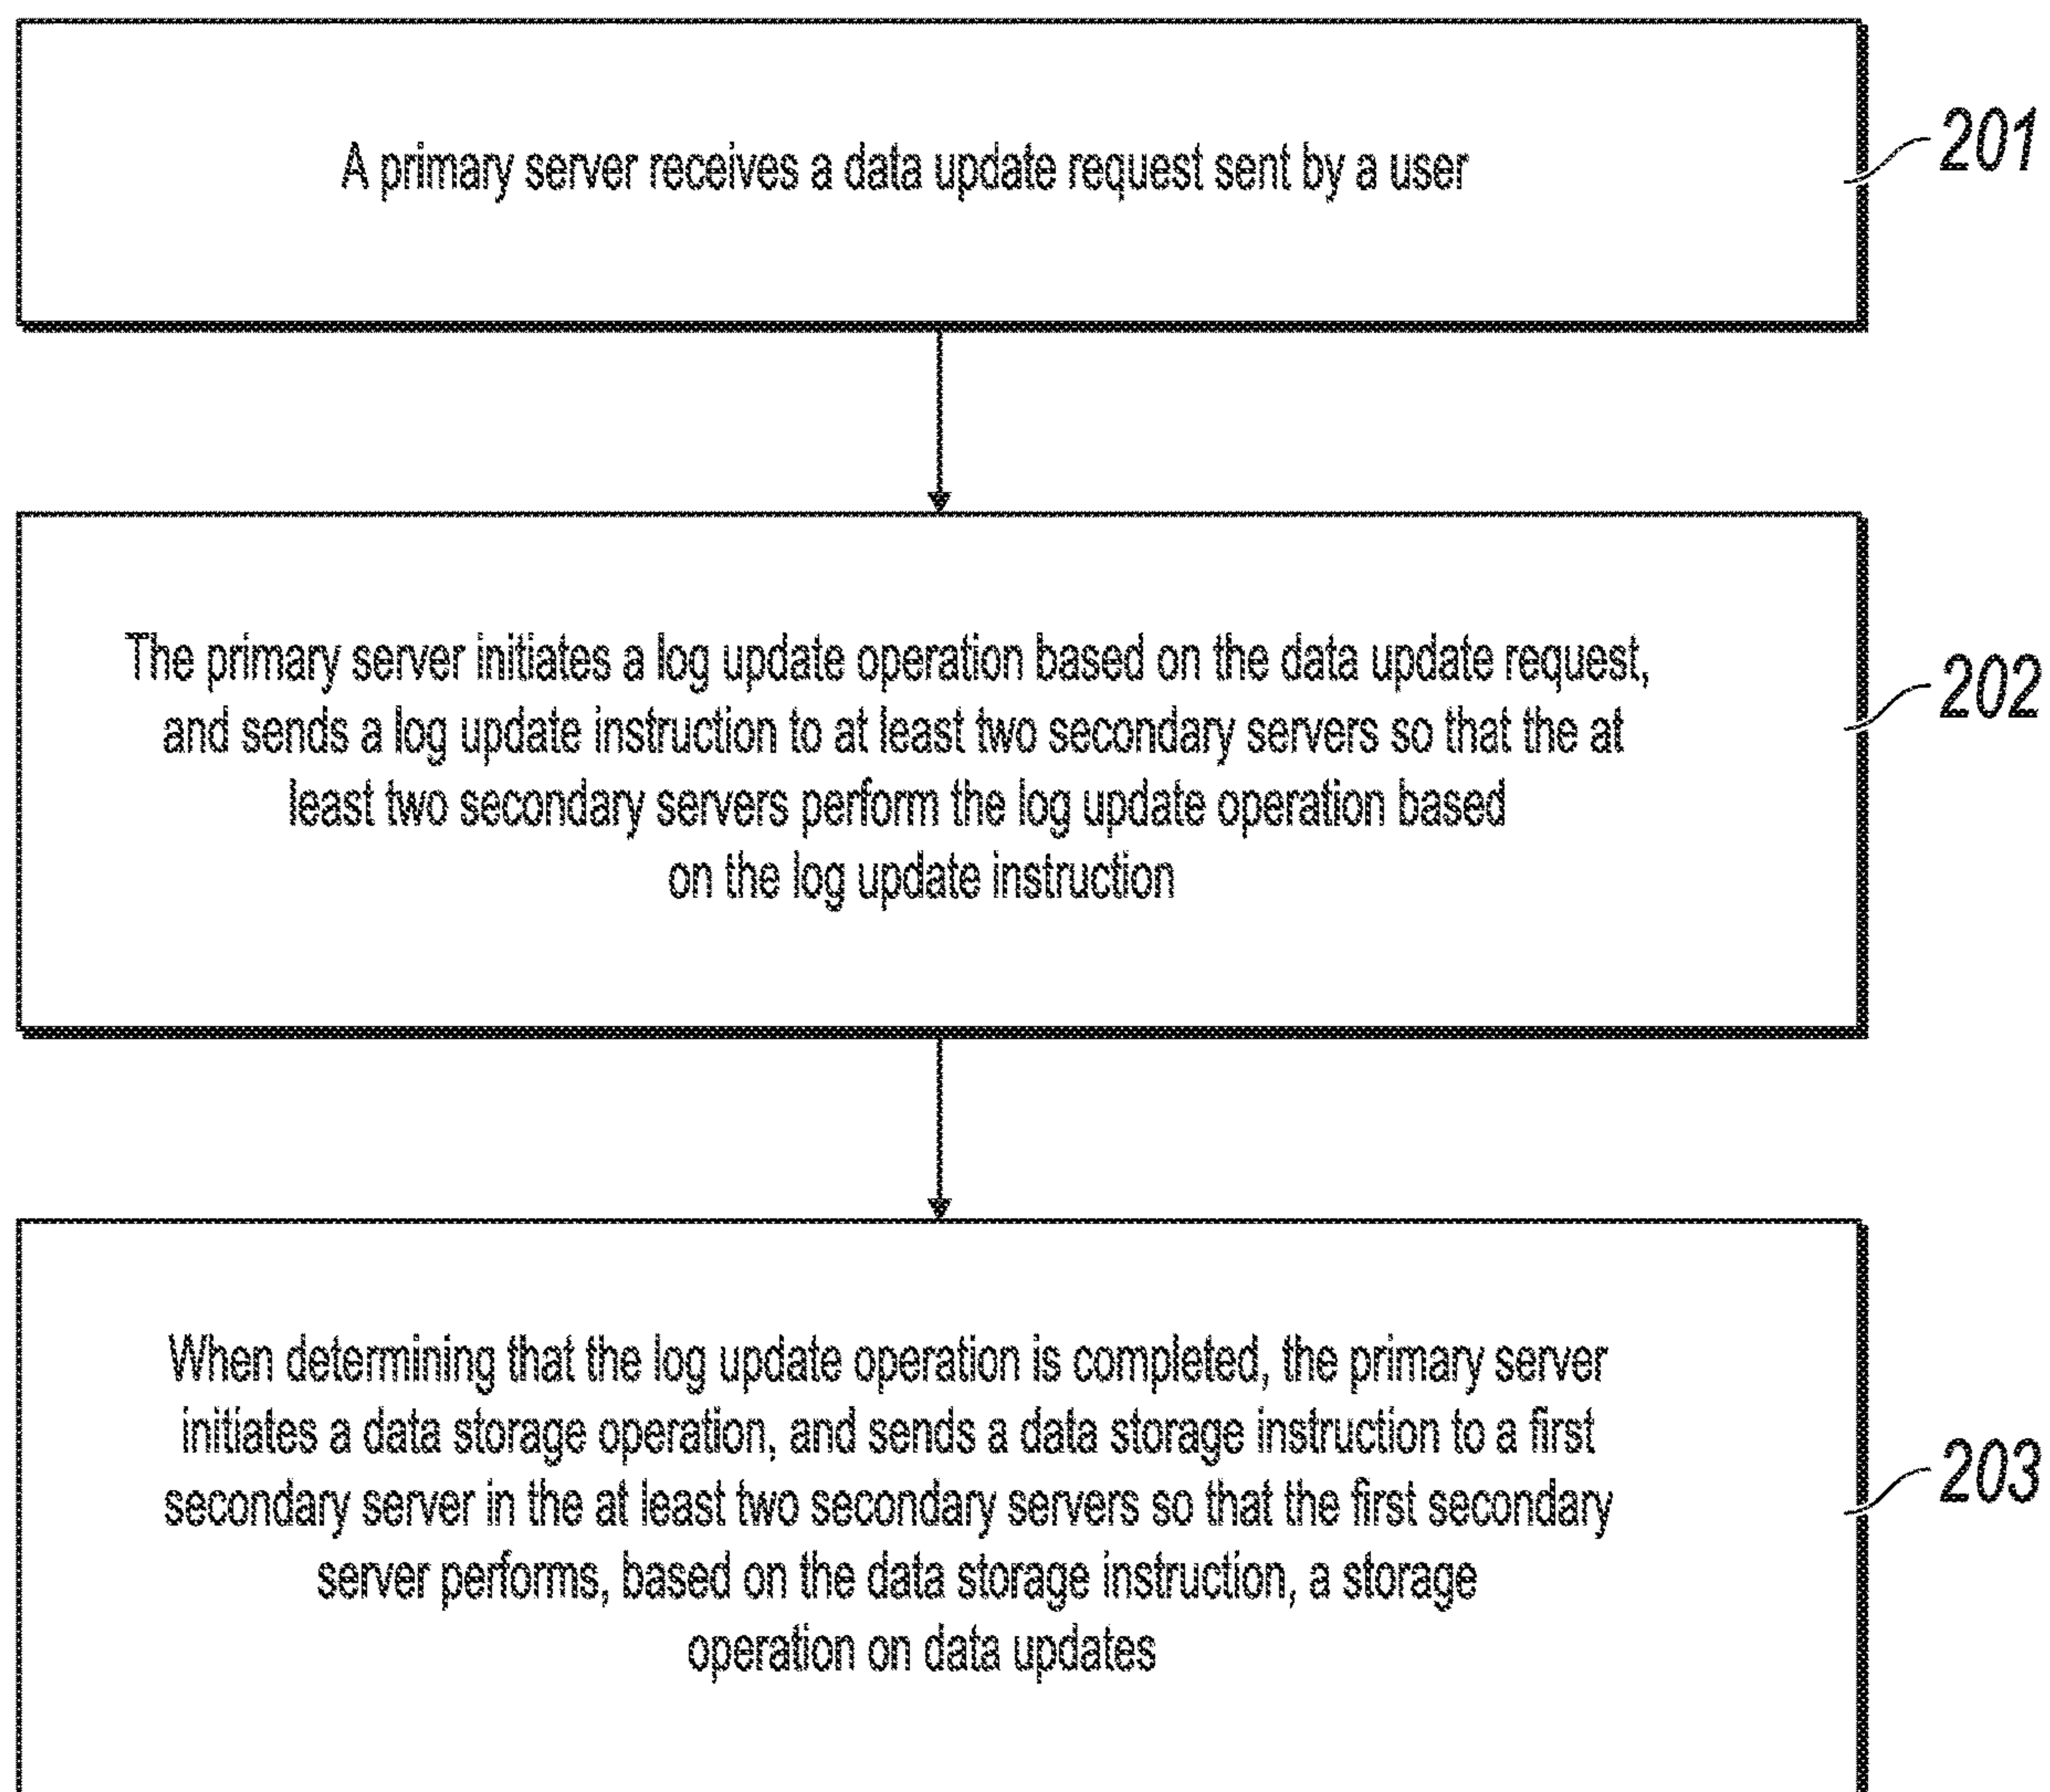 A primary server receives a data update request sent by a user
201
The primary server initiates a log update operation based on the data update request,
and sends a log update instruction to at least two secondary servers so that the at
least two secondary servers perform the log update operation based
on the log update instruction
202
When determining that the log update operation is completed, the primary server
initiates a data storage operation, and sends a data storage instruction to a first
secondary server in the at least two secondary servers so that the first secondary
server performs, based on the data storage instruction, a storage
operation on data updates
203